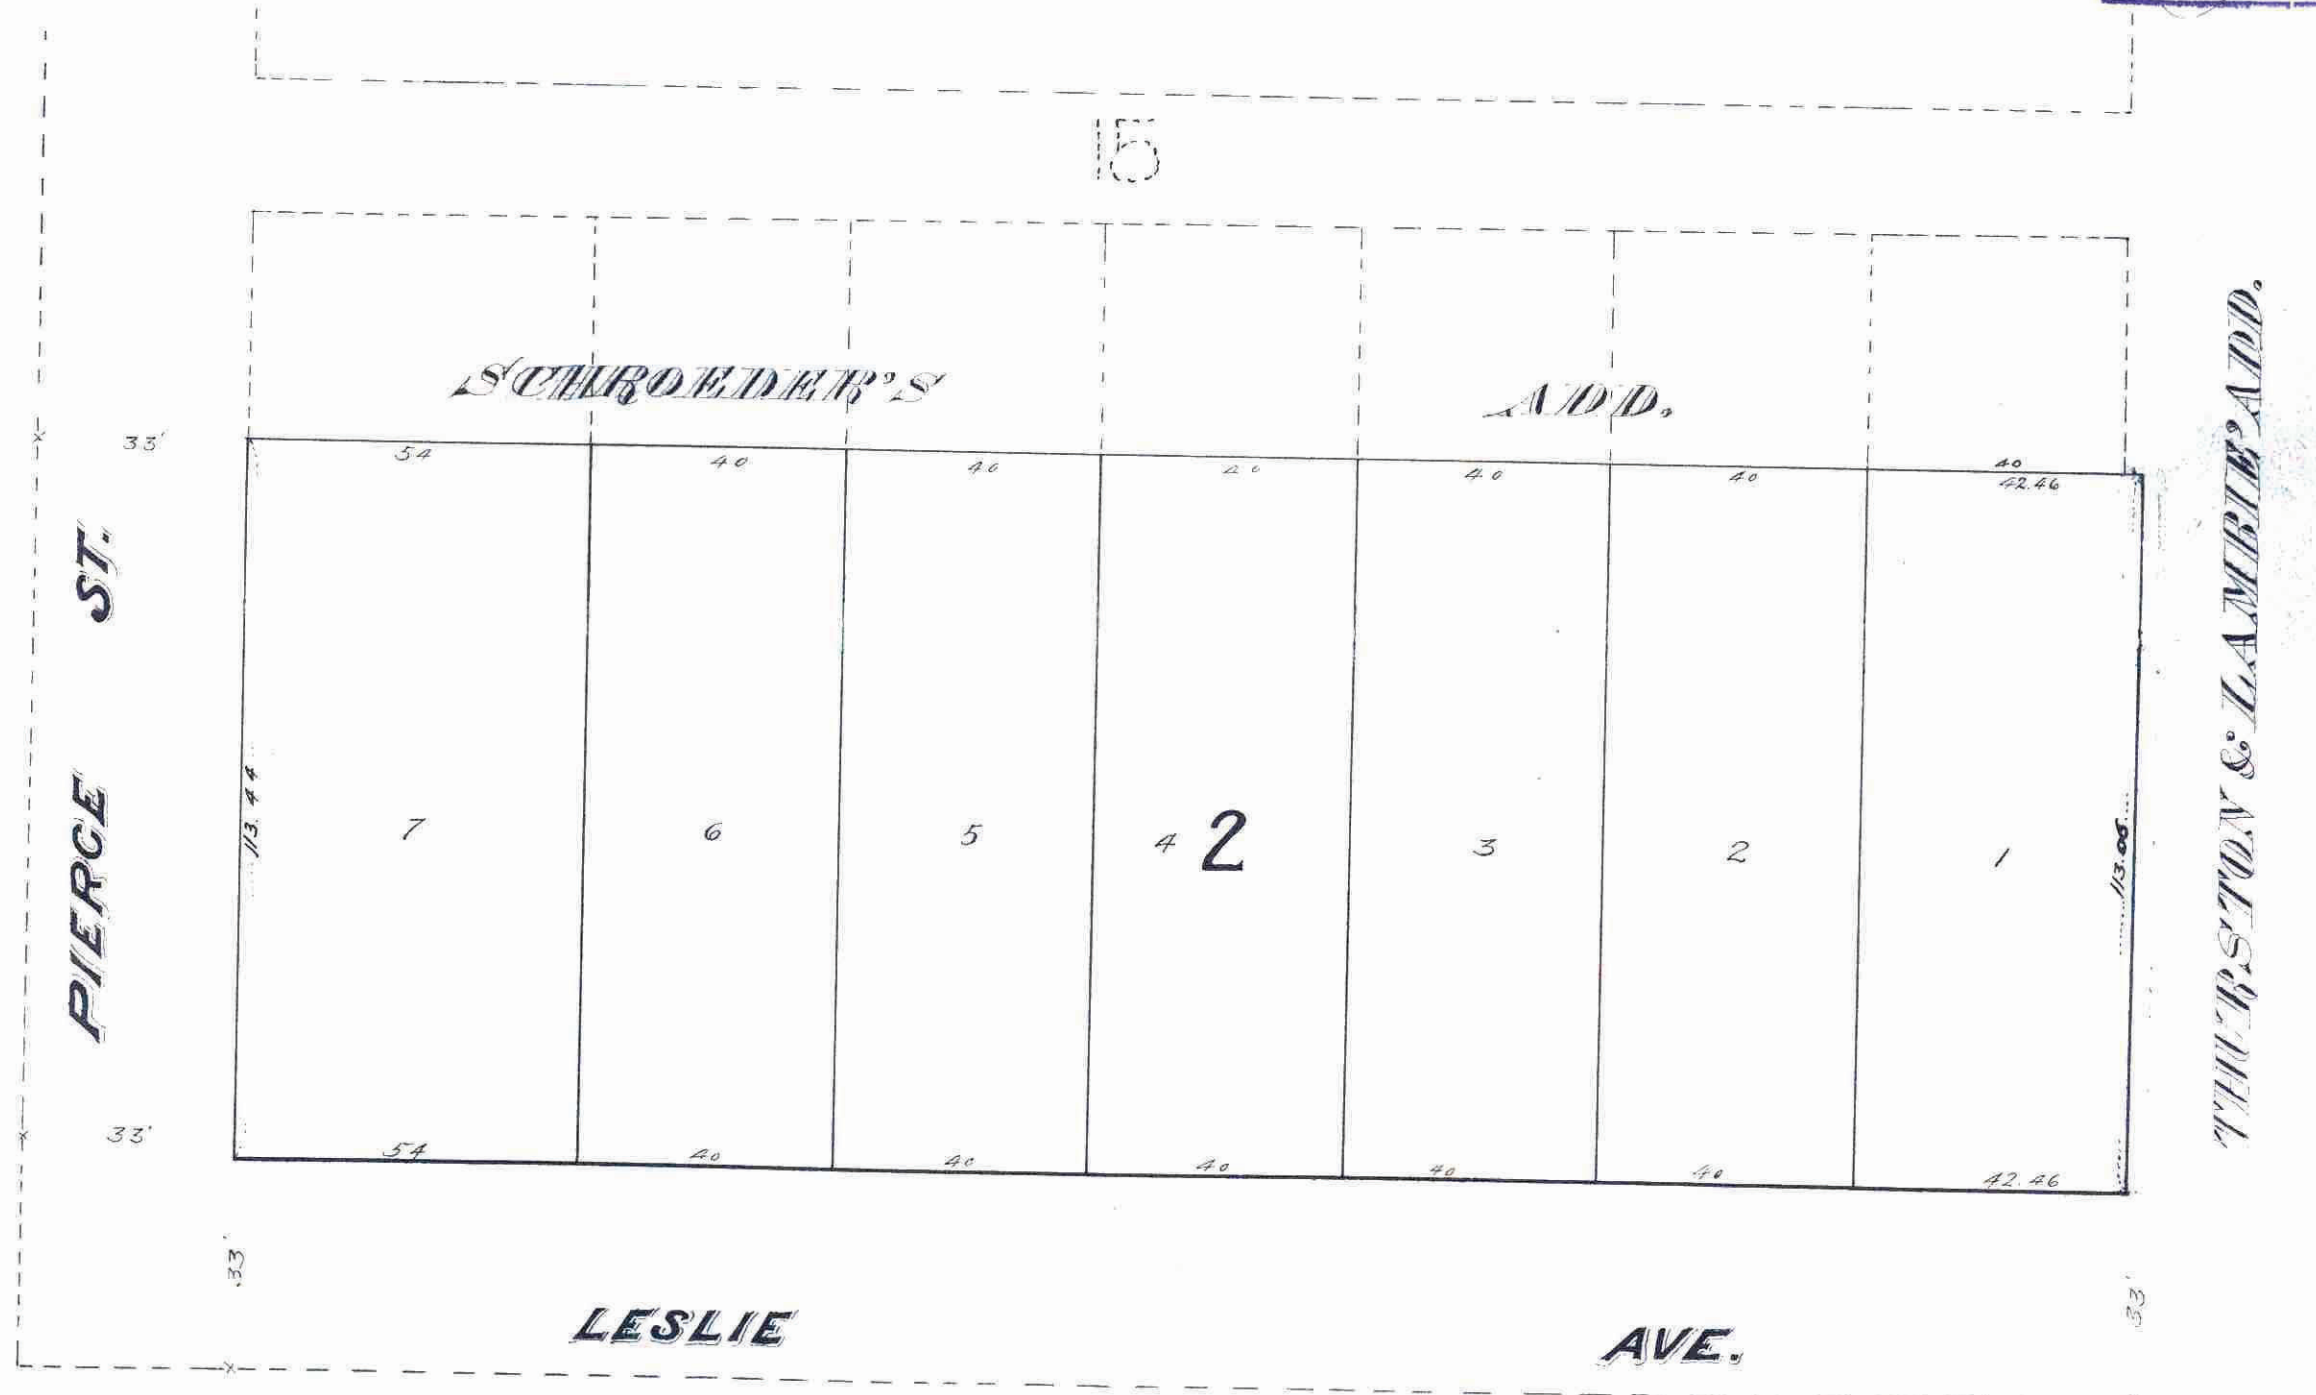 15
SCHROEDER'S ADD.
33'
54 40 40 40 40 40 40
42.46
PIERCE ST.
113.44
7 6 5 4 2 3 2 1
113.06
THURSTON & LAMBIE' ADD.
33'
54 40 40 40 40 40 42.46
33'
33'
LESLIE AVE.